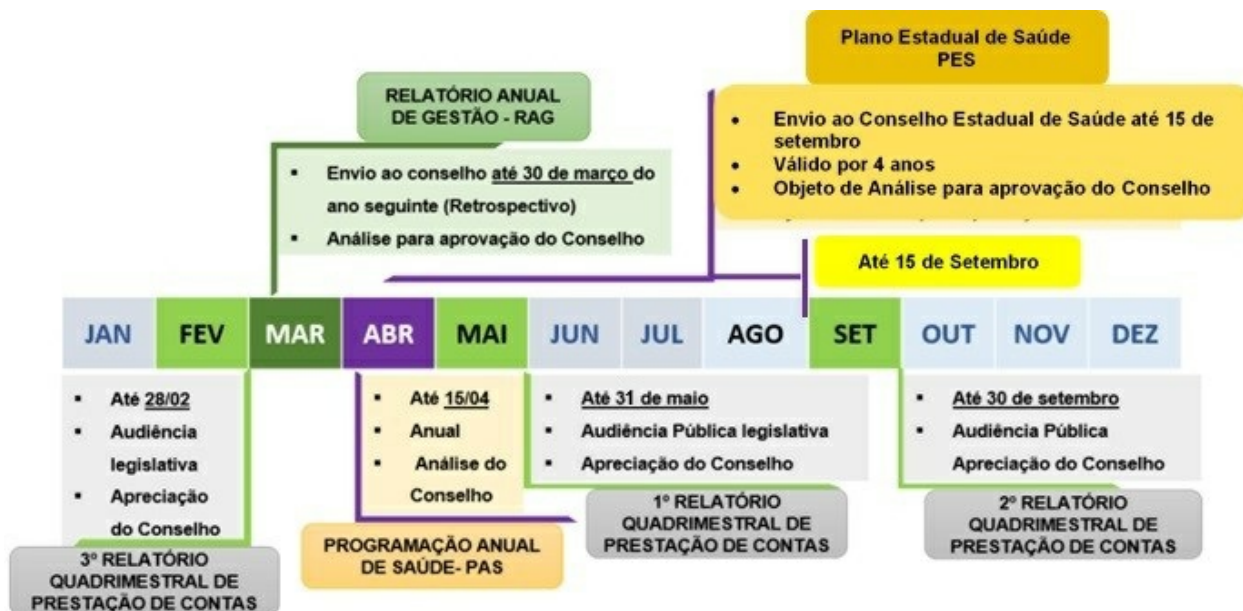 Plano Estadual de Saúde
PES
RELATÓRIO ANUAL
DE GESTÃO - RAG
▪ Envio ao conselho até 30 de março do
ano seguinte (Retrospectivo)
▪ Análise para aprovação do Conselho
• Envio ao Conselho Estadual de Saúde até 15 de
setembro
• Válido por 4 anos
• Objeto de Análise para aprovação do Conselho
Até 15 de Setembro
JAN FEV MAR ABR MAI JUN JUL AGO SET OUT NOV DEZ
▪ Até 28/02
▪ Audiência
legislativa
▪ Apreciação
do Conselho
3º RELATÓRIO
QUADRIMESTRAL DE
PRESTAÇÃO DE CONTAS
▪ Até 15/04
▪ Anual
▪ Análise do
Conselho
PROGRAMAÇÃO ANUAL
DE SAÚDE- PAS
▪ Até 31 de maio
▪ Audiência Pública legislativa
▪ Apreciação do Conselho
1º RELATÓRIO
QUADRIMESTRAL DE
PRESTAÇÃO DE CONTAS
▪ Até 30 de setembro
▪ Audiência Pública
Apreciação do Conselho
2º RELATÓRIO
QUADRIMESTRAL DE
PRESTAÇÃO DE CONTAS